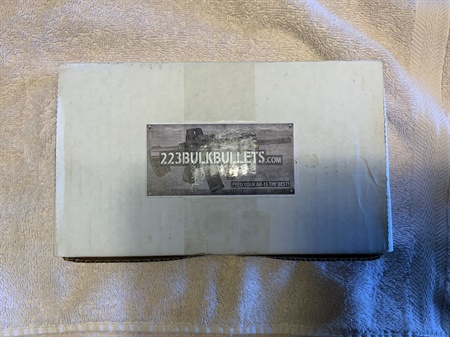 223BULKBULLETS.COM
FEED YOUR AR-15 THE BEST!